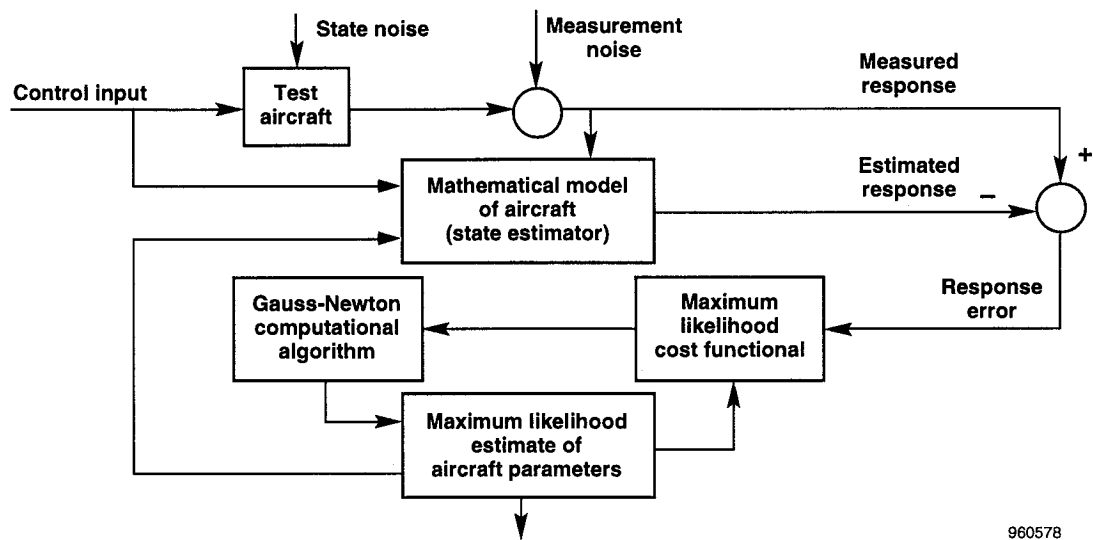 State noise
Measurement
noise
Control input
Test
aircraft
Measured
response
+
Mathematical model
of aircraft
(state estimator)
Estimated
response
–
Gauss-Newton
computational
algorithm
Maximum
likelihood
cost functional
Response
error
Maximum likelihood
estimate of
aircraft parameters
960578